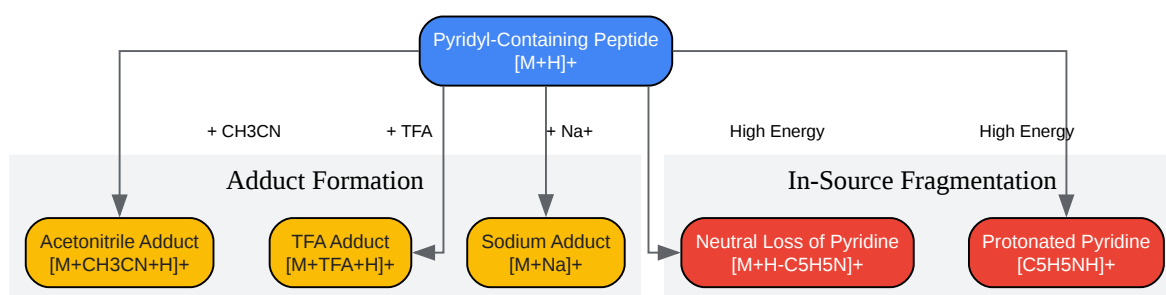 Pyridyl-Containing Peptide
[M+H]+
+ CH3CN
+ TFA
+ Na+
High Energy
High Energy
Adduct Formation
In-Source Fragmentation
Acetonitrile Adduct
[M+CH3CN+H]+
TFA Adduct
[M+TFA+H]+
Sodium Adduct
[M+Na]+
Neutral Loss of Pyridine
[M+H-C5H5N]+
Protonated Pyridine
[C5H5NH]+